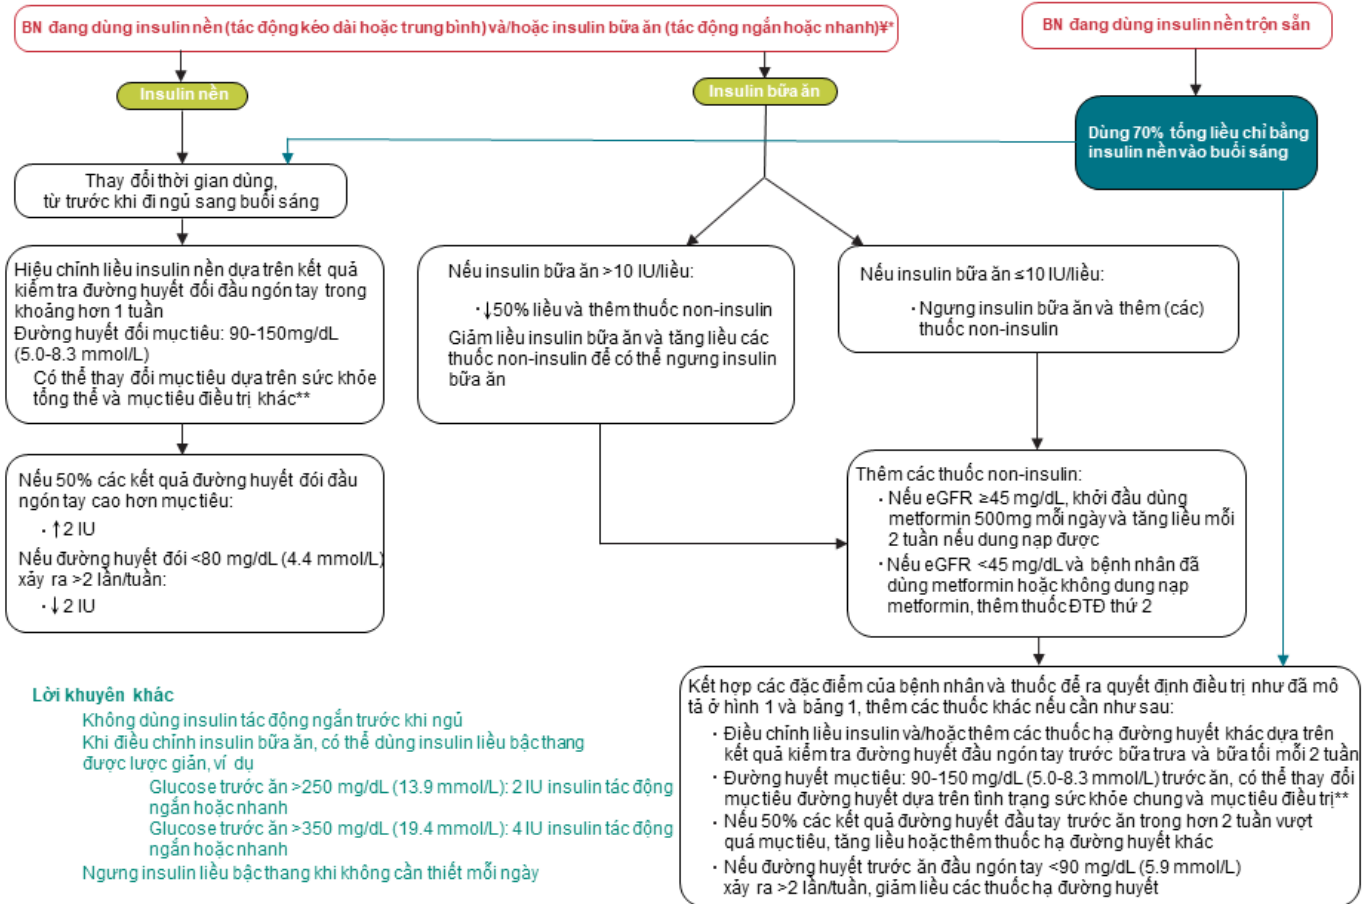 BN đang dùng insulin nền (tác động kéo dài hoặc trung bình) và/hoặc insulin bữa ăn (tác động ngắn hoặc nhanh)¥*
BN đang dùng insulin nền trộn sẵn
Insulin nền
Insulin bữa ăn
Dùng 70% tổng liều chỉ bằng
insulin nền vào buổi sáng
Thay đổi thời gian dùng,
từ trước khi đi ngủ sang buổi sáng
Hiệu chỉnh liều insulin nền dựa trên kết quả
kiểm tra đường huyết đối đầu ngón tay trong
khoảng hơn 1 tuần
Đường huyết đối mục tiêu: 90-150mg/dL
(5.0-8.3 mmol/L)
Có thể thay đổi mục tiêu dựa trên sức khỏe
tổng thể và mục tiêu điều trị khác**
Nếu insulin bữa ăn >10 IU/liều:
·↓50% liều và thêm thuốc non-insulin
Giảm liều insulin bữa ăn và tăng liều các
thuốc non-insulin để có thể ngưng insulin
bữa ăn
Nếu insulin bữa ăn ≤10 IU/liều:
· Ngưng insulin bữa ăn và thêm (các)
thuốc non-insulin
Nếu 50% các kết quả đường huyết đói đầu
ngón tay cao hơn mục tiêu:
· ↑2 IU
Nếu đường huyết đói <80 mg/dL (4.4 mmol/L)
xảy ra >2 lần/tuần:
· ↓2 IU
Thêm các thuốc non-insulin:
· Nếu eGFR ≥45 mg/dL, khởi đầu dùng
metformin 500mg mỗi ngày và tăng liều mỗi
2 tuần nếu dung nạp được
· Nếu eGFR <45 mg/dL và bệnh nhân đã
dùng metformin hoặc không dung nạp
metformin, thêm thuốc ĐTĐ thứ 2
Lời khuyên khác
Không dùng insulin tác động ngắn trước khi ngủ
Khi điều chỉnh insulin bữa ăn, có thể dùng insulin liều bậc thang
được lược giản, ví dụ
Glucose trước ăn >250 mg/dL (13.9 mmol/L): 2 IU insulin tác động
ngắn hoặc nhanh
Glucose trước ăn >350 mg/dL (19.4 mmol/L): 4 IU insulin tác động
ngắn hoặc nhanh
Ngưng insulin liều bậc thang khi không cần thiết mỗi ngày
Kết hợp các đặc điểm của bệnh nhân và thuốc để ra quyết định điều trị như đã mô
tả ở hình 1 và bảng 1, thêm các thuốc khác nếu cần như sau:
· Điều chỉnh liều insulin và/hoặc thêm các thuốc hạ đường huyết khác dựa trên
kết quả kiểm tra đường huyết đầu ngón tay trước bữa trưa và bữa tối mỗi 2 tuần
· Đường huyết mục tiêu: 90-150 mg/dL (5.0-8.3 mmol/L) trước ăn, có thể thay đổi
mục tiêu đường huyết dựa trên tình trạng sức khỏe chung và mục tiêu điều trị**
· Nếu 50% các kết quả đường huyết đầu tay trước ăn trong hơn 2 tuần vượt
quá mục tiêu, tăng liều hoặc thêm thuốc hạ đường huyết khác
· Nếu đường huyết trước ăn đầu ngón tay <90 mg/dL (5.9 mmol/L)
xảy ra >2 lần/tuần, giảm liều các thuốc hạ đường huyết